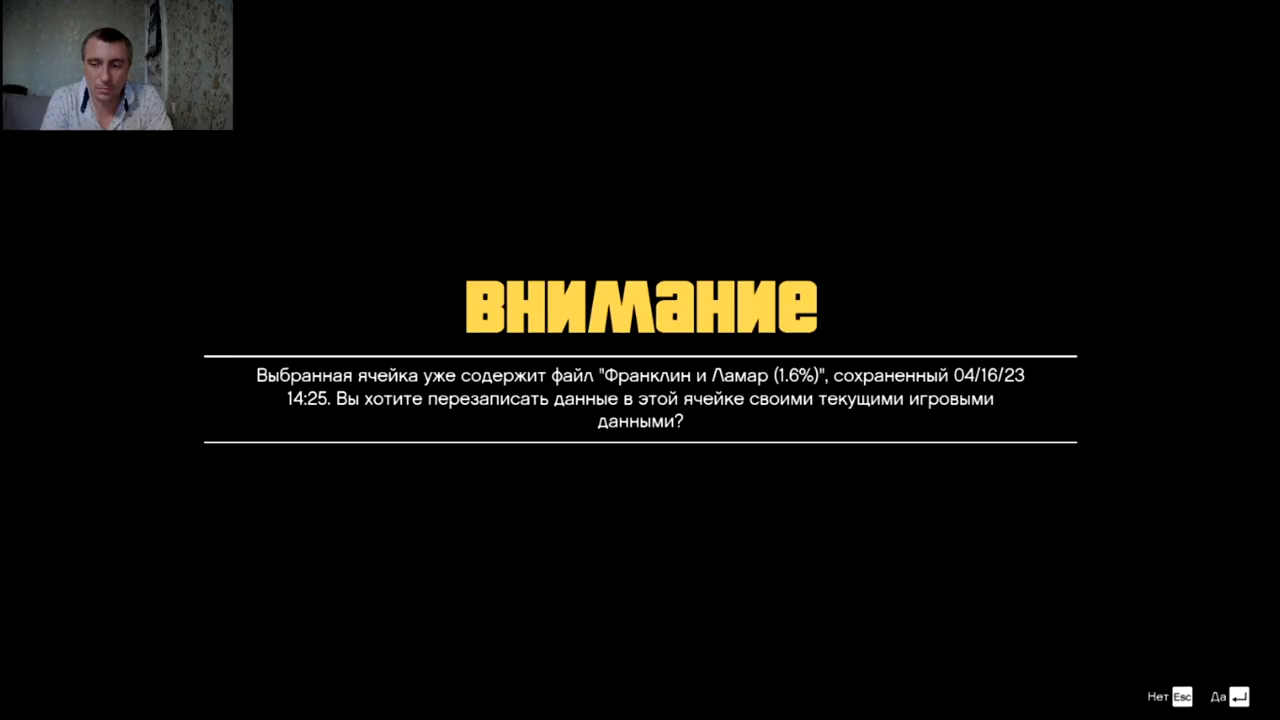 внимание
Выбранная ячейка уже содержит файл "Франклин и Ламар (1.6%)", сохраненный 04/16/23
14:25. Вы хотите перезаписать данные в этой ячейке своими текущими игровыми
данными?
Нет Esc Да